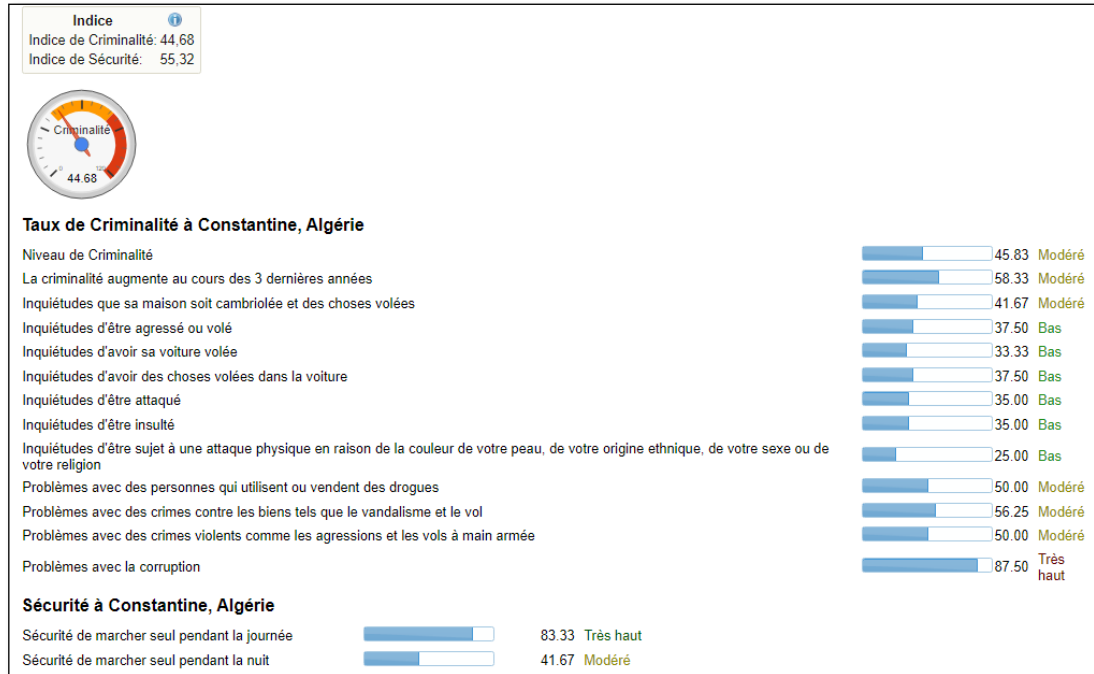 Indice
Indice de Criminalité: 44,68
Indice de Sécurité: 55,32
Criminalité
0 120
44.68
Taux de Criminalité à Constantine, Algérie
Niveau de Criminalité 45.83 Modéré
La criminalité augmente au cours des 3 dernières années 58.33 Modéré
Inquiétudes que sa maison soit cambriolée et des choses volées 41.67 Modéré
Inquiétudes d'être agressé ou volé 37.50 Bas
Inquiétudes d'avoir sa voiture volée 33.33 Bas
Inquiétudes d'avoir des choses volées dans la voiture 37.50 Bas
Inquiétudes d'être attaqué 35.00 Bas
Inquiétudes d'être insulté 35.00 Bas
Inquiétudes d'être sujet à une attaque physique en raison de la couleur de votre peau, de votre origine ethnique, de votre sexe ou de
votre religion 25.00 Bas
Problèmes avec des personnes qui utilisent ou vendent des drogues 50.00 Modéré
Problèmes avec des crimes contre les biens tels que le vandalisme et le vol 56.25 Modéré
Problèmes avec des crimes violents comme les agressions et les vols à main armée 50.00 Modéré
Problèmes avec la corruption 87.50 Très
haut
Sécurité à Constantine, Algérie
Sécurité de marcher seul pendant la journée 83.33 Très haut
Sécurité de marcher seul pendant la nuit 41.67 Modéré